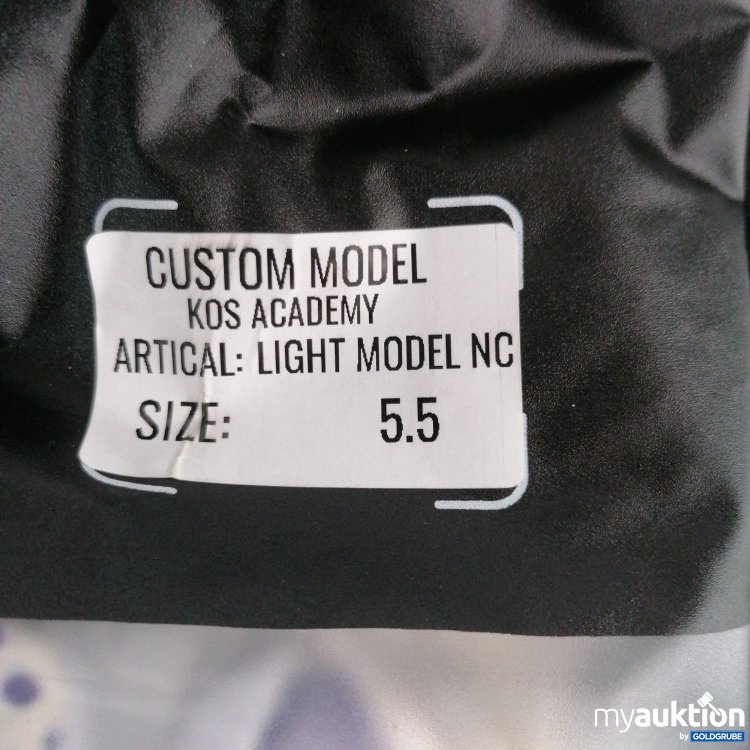 CUSTOM MODEL
KOS ACADEMY
ARTICAL: LIGHT MODEL NC
SIZE: 5.5
myauktion
by GOLDGRUBE